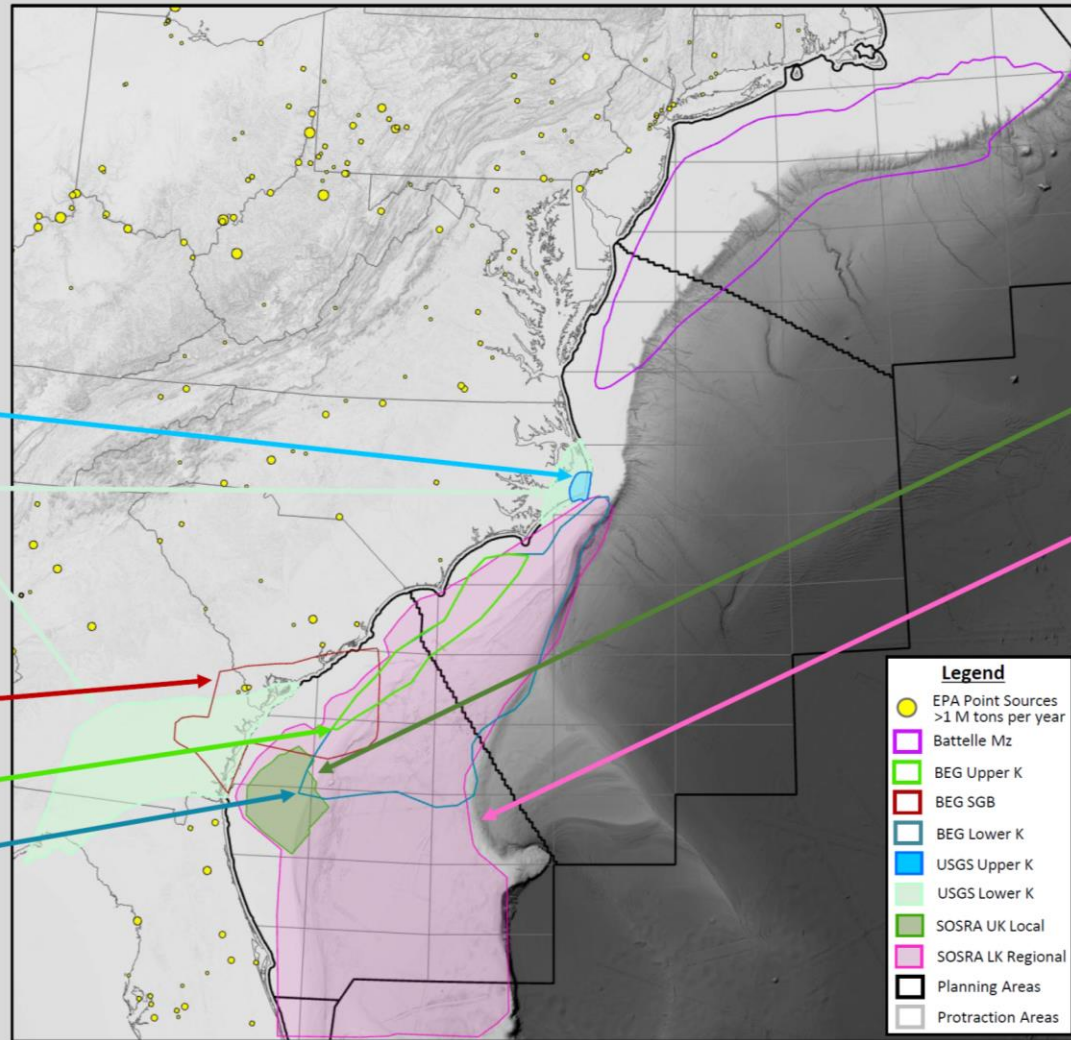 Legend
EPA Point Sources
>1 M tons per year
Battelle Mz
BEG Upper K
BEG SGB
BEG Lower K
USGS Upper K
USGS Lower K
SOSRA UK Local
SOSRA LK Regional
Planning Areas
Protraction Areas